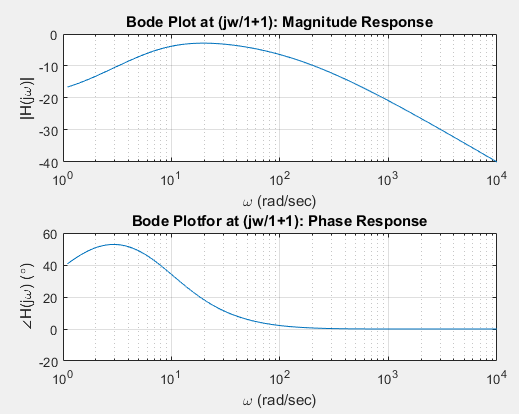 Bode Plot at (jw/1+1): Magnitude Response
0
-10
-20
-30
-40
|H(jω)|
10^0 10^1 10^2 10^3 10^4
ω (rad/sec)
Bode Plotfor at (jw/1+1): Phase Response
60
40
20
0
-20
∠H(jω) (°)
10^0 10^1 10^2 10^3 10^4
ω (rad/sec)